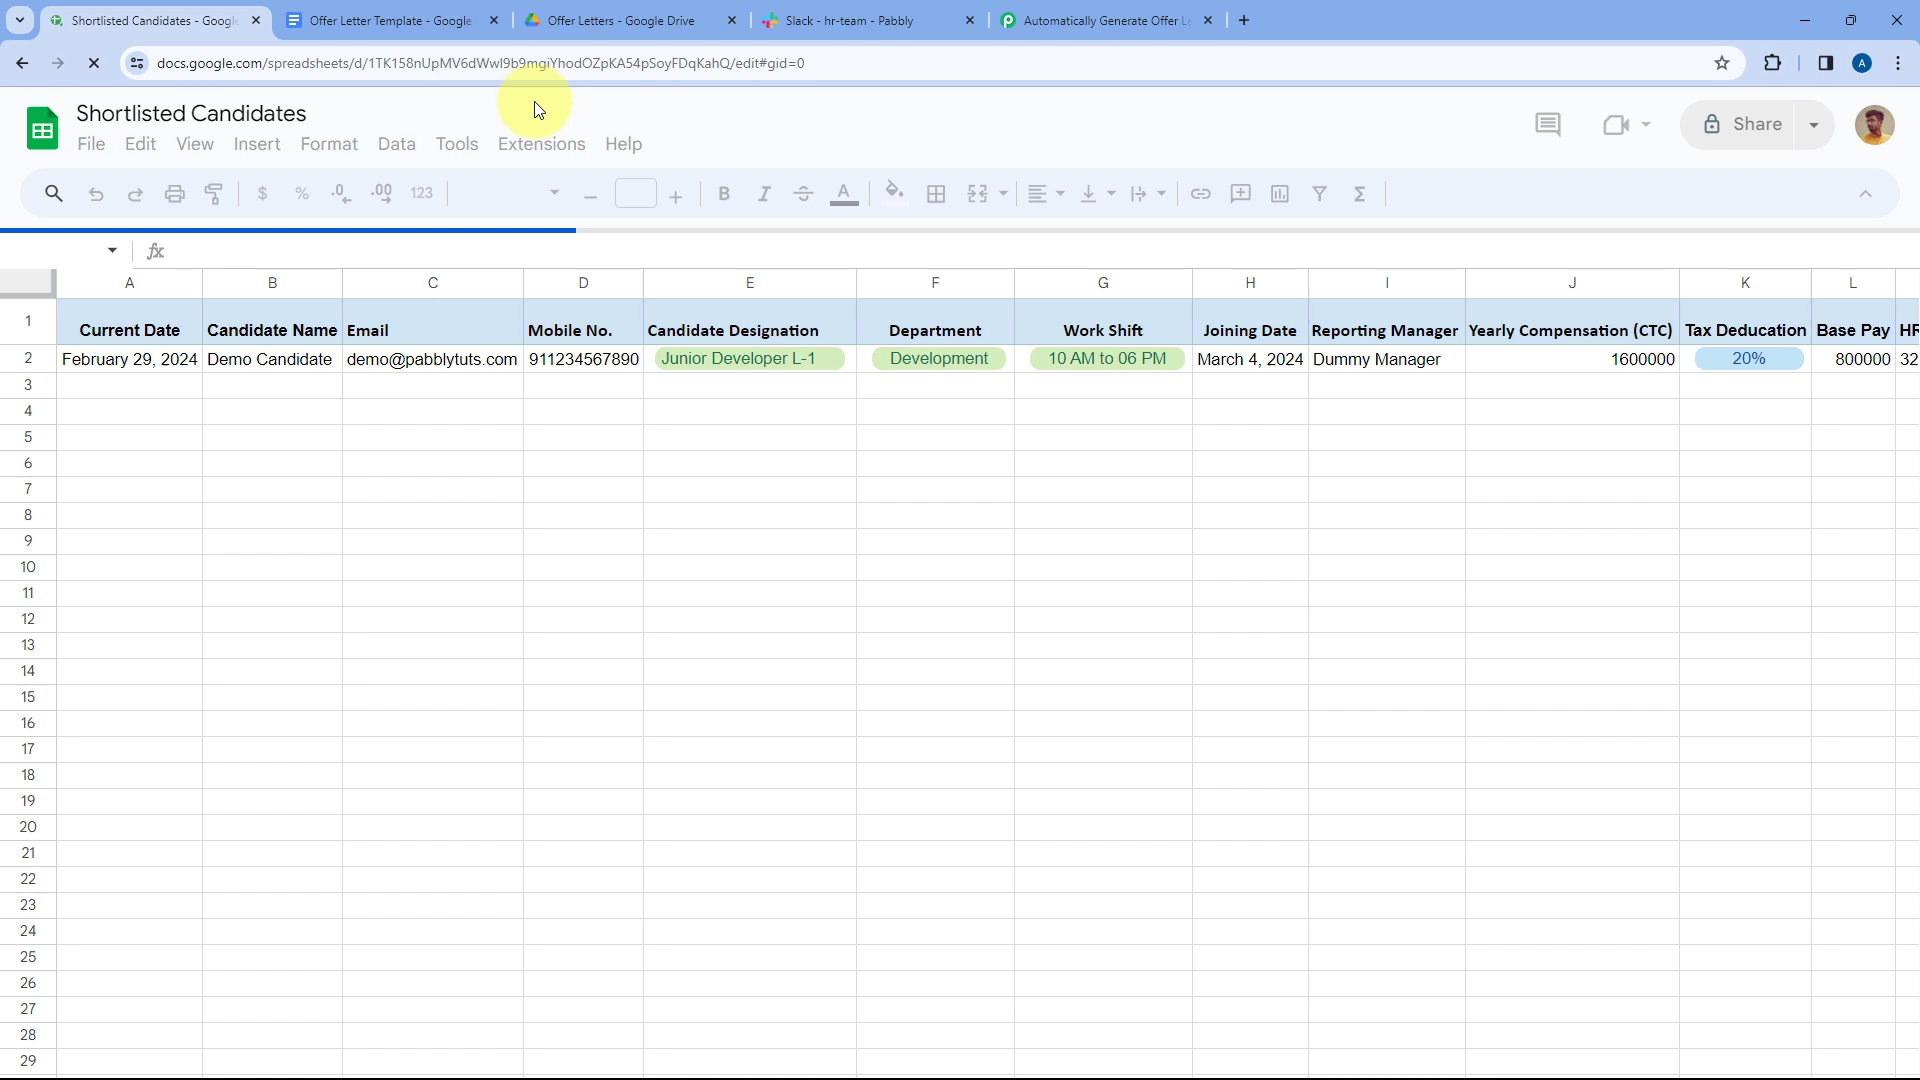 Shortlisted Candidates - Google
Offer Letter Template - Google
Offer Letters - Google Drive
Slack - hr-team - Pabbly
Automatically Generate Offer Le
docs.google.com/spreadsheets/d/1TK158nUpMV6dWwI9b9mgiYhodOZpKA54pSoyFDqKahQ/edit#gid=0
A
Shortlisted Candidates
File Edit View Insert Format Data Tools Extensions Help
Share
$ % .0 .00 123
B I S A
fx
A B C D E F G H I J K L
1 Current Date Candidate Name Email Mobile No. Candidate Designation Department Work Shift Joining Date Reporting Manager Yearly Compensation (CTC) Tax Deducation Base Pay HR
2 February 29, 2024 Demo Candidate demo@pabblytuts.com 911234567890 Junior Developer L-1 Development 10 AM to 06 PM March 4, 2024 Dummy Manager 1600000 20% 800000 32
3
4
5
6
7
8
9
10
11
12
13
14
15
16
17
18
19
20
21
22
23
24
25
26
27
28
29